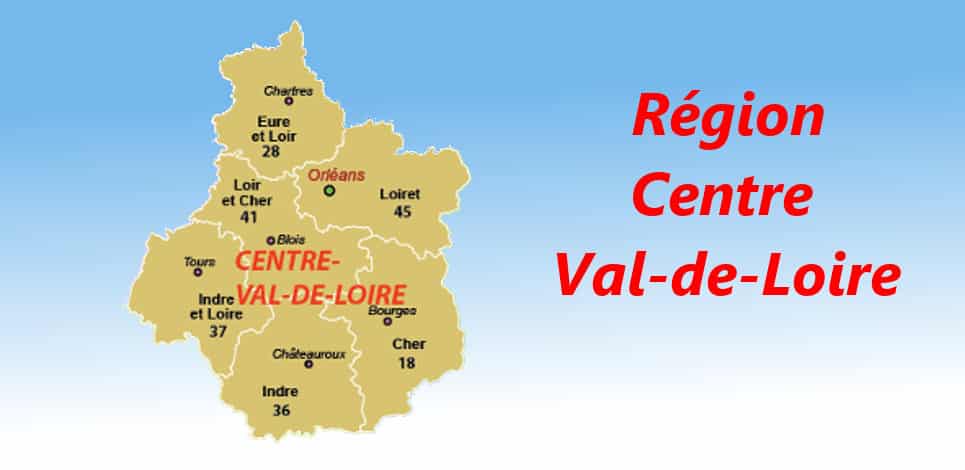 Chartres
Eure
et Loir
28
Orléans
Loiret
45
Loir
et Cher
41
Blois
Tours
CENTRE-
VAL-DE-LOIRE
Indre
et Loire
37
Bourges
Cher
18
Châteauroux
Indre
36
Région
Centre
Val-de-Loire